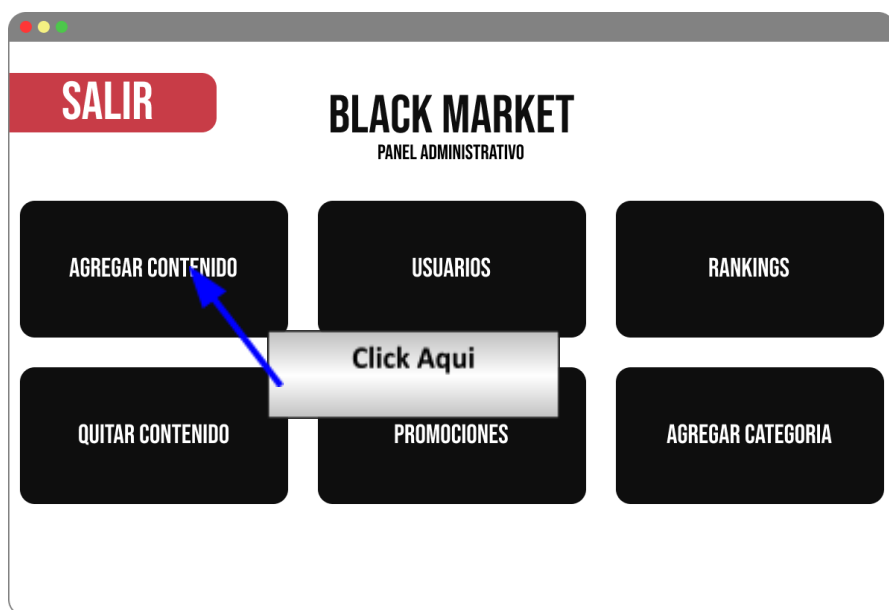 SALIR
BLACK MARKET
PANEL ADMINISTRATIVO
AGREGAR CONTENIDO
USUARIOS
RANKINGS
Click Aqui
QUITAR CONTENIDO
PROMOCIONES
AGREGAR CATEGORIA